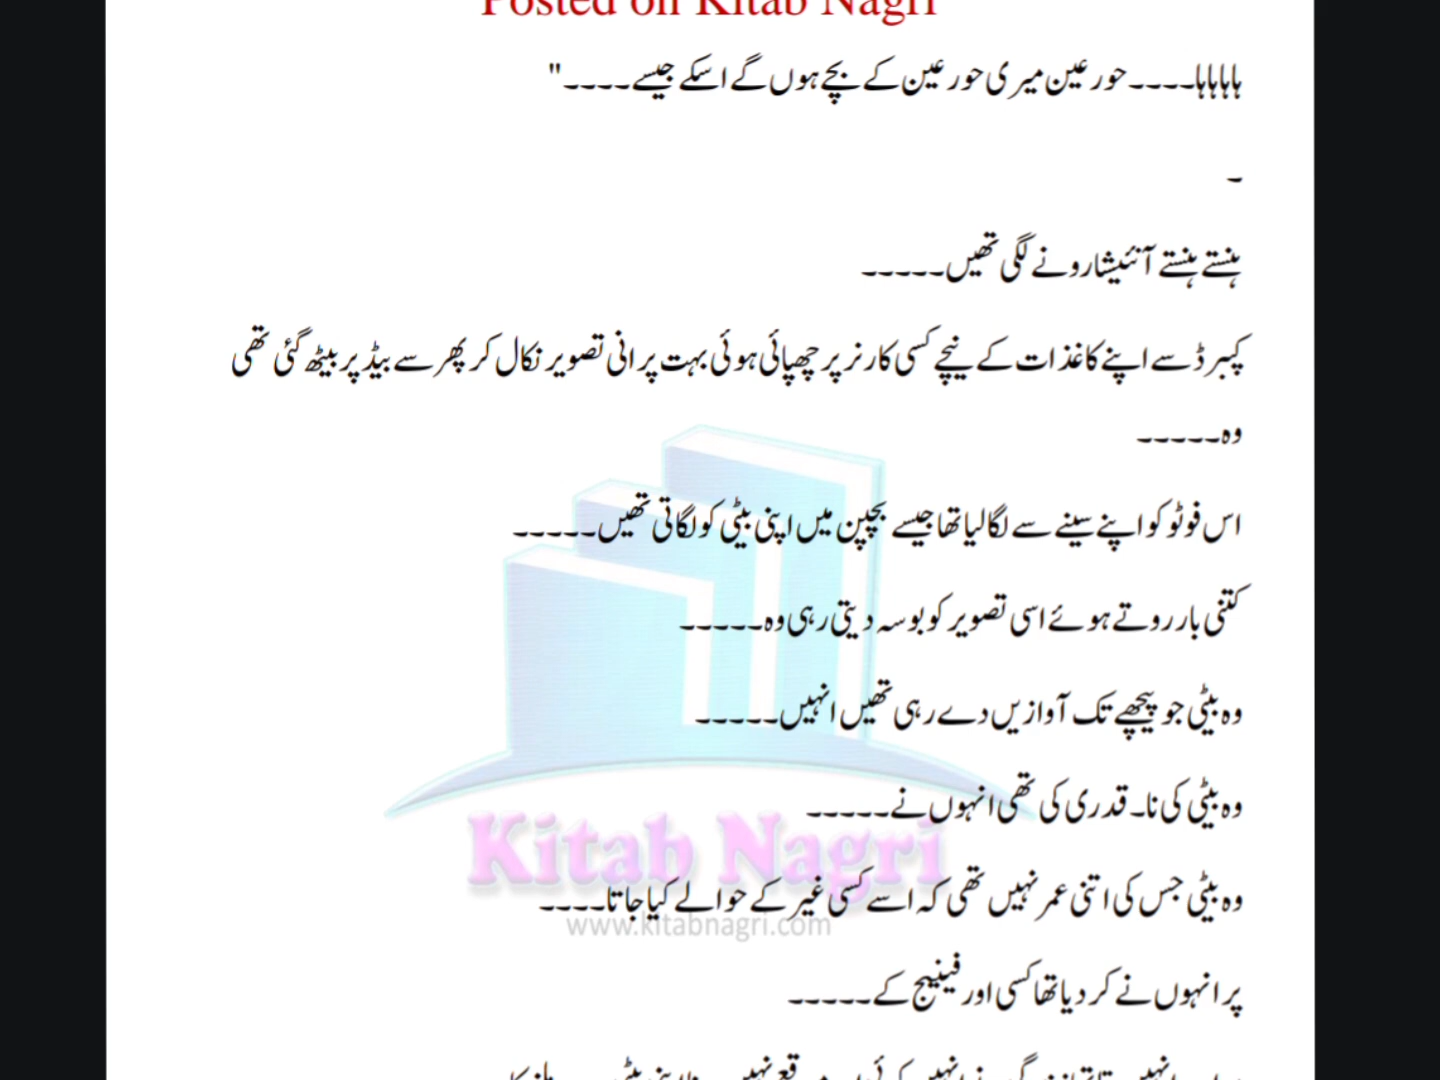 Posted on Kitab Nagri
ہاہاہاہا۔۔۔۔ حور عین میری حور عین کے بچے ہوں گے اسکے جیسے۔۔۔۔"
۔
ہنستے ہنستے آنئیشا رونے لگی تھیں۔۔۔۔۔
کپبرڈ سے اپنے کاغذات کے نیچے کسی کارنر پر چھپائی ہوئی بہت پرانی تصویر نکال کر پھر سے بیڈ پر بیٹھ گئی تھی
وہ۔۔۔۔۔
اس فوٹو کو اپنے سینے سے لگا لیا تھا جیسے بچپن میں اپنی بیٹی کو لگاتی تھیں۔۔۔۔۔
کتنی بار روتے ہوئے اسی تصویر کو بوسہ دیتی رہی وہ۔۔۔۔۔
وہ بیٹی جو پیچھے تک آوازیں دے رہی تھیں انہیں۔۔۔۔۔
وہ بیٹی کی نا۔قدری کی تھی انہوں نے۔۔۔۔۔
وہ بیٹی جس کی اتنی عمر نہیں تھی کہ اسے کسی غیر کے حوالے کیا جاتا۔۔۔۔
پر انہوں نے کر دیا تھا کسی اور فینیج کے۔۔۔۔۔
Kitab Nagri
www.kitabnagri.com